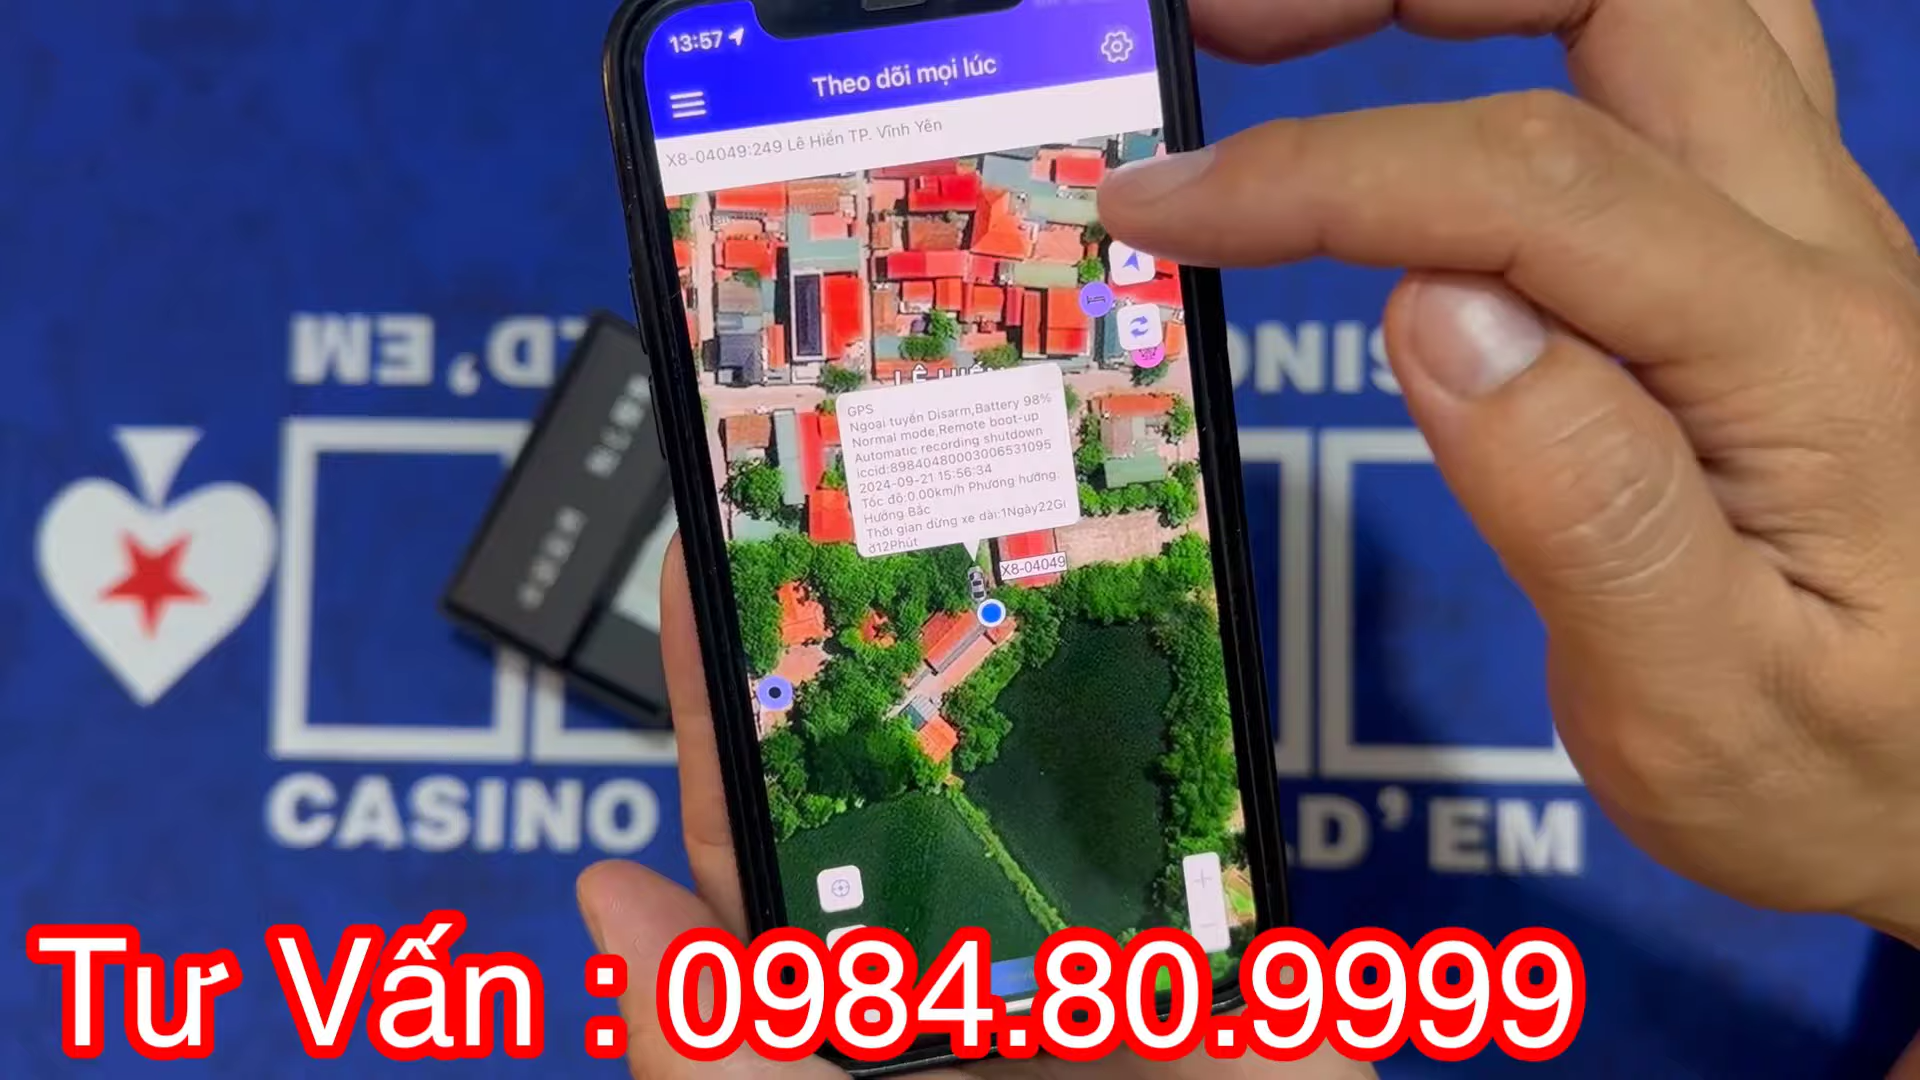 13:57
Theo dõi mọi lúc
X8-04049:249 Lê Hiến TP. Vĩnh Yên
GPS
Ngoại tuyến Disarm,Battery 98%
Normal mode,Remote boot-up
Automatic recording shutdown
iccid:89840480003006531095
2024-09-21 15:56:34
Tốc độ:0.00km/h Phương hướng.
Hướng Bắc
Thời gian dừng xe dài:1Ngày22Gi
ờ12Phút
X8-04049
D'EM
CASINO
D'EM
Tư Vấn : 0984.80.9999